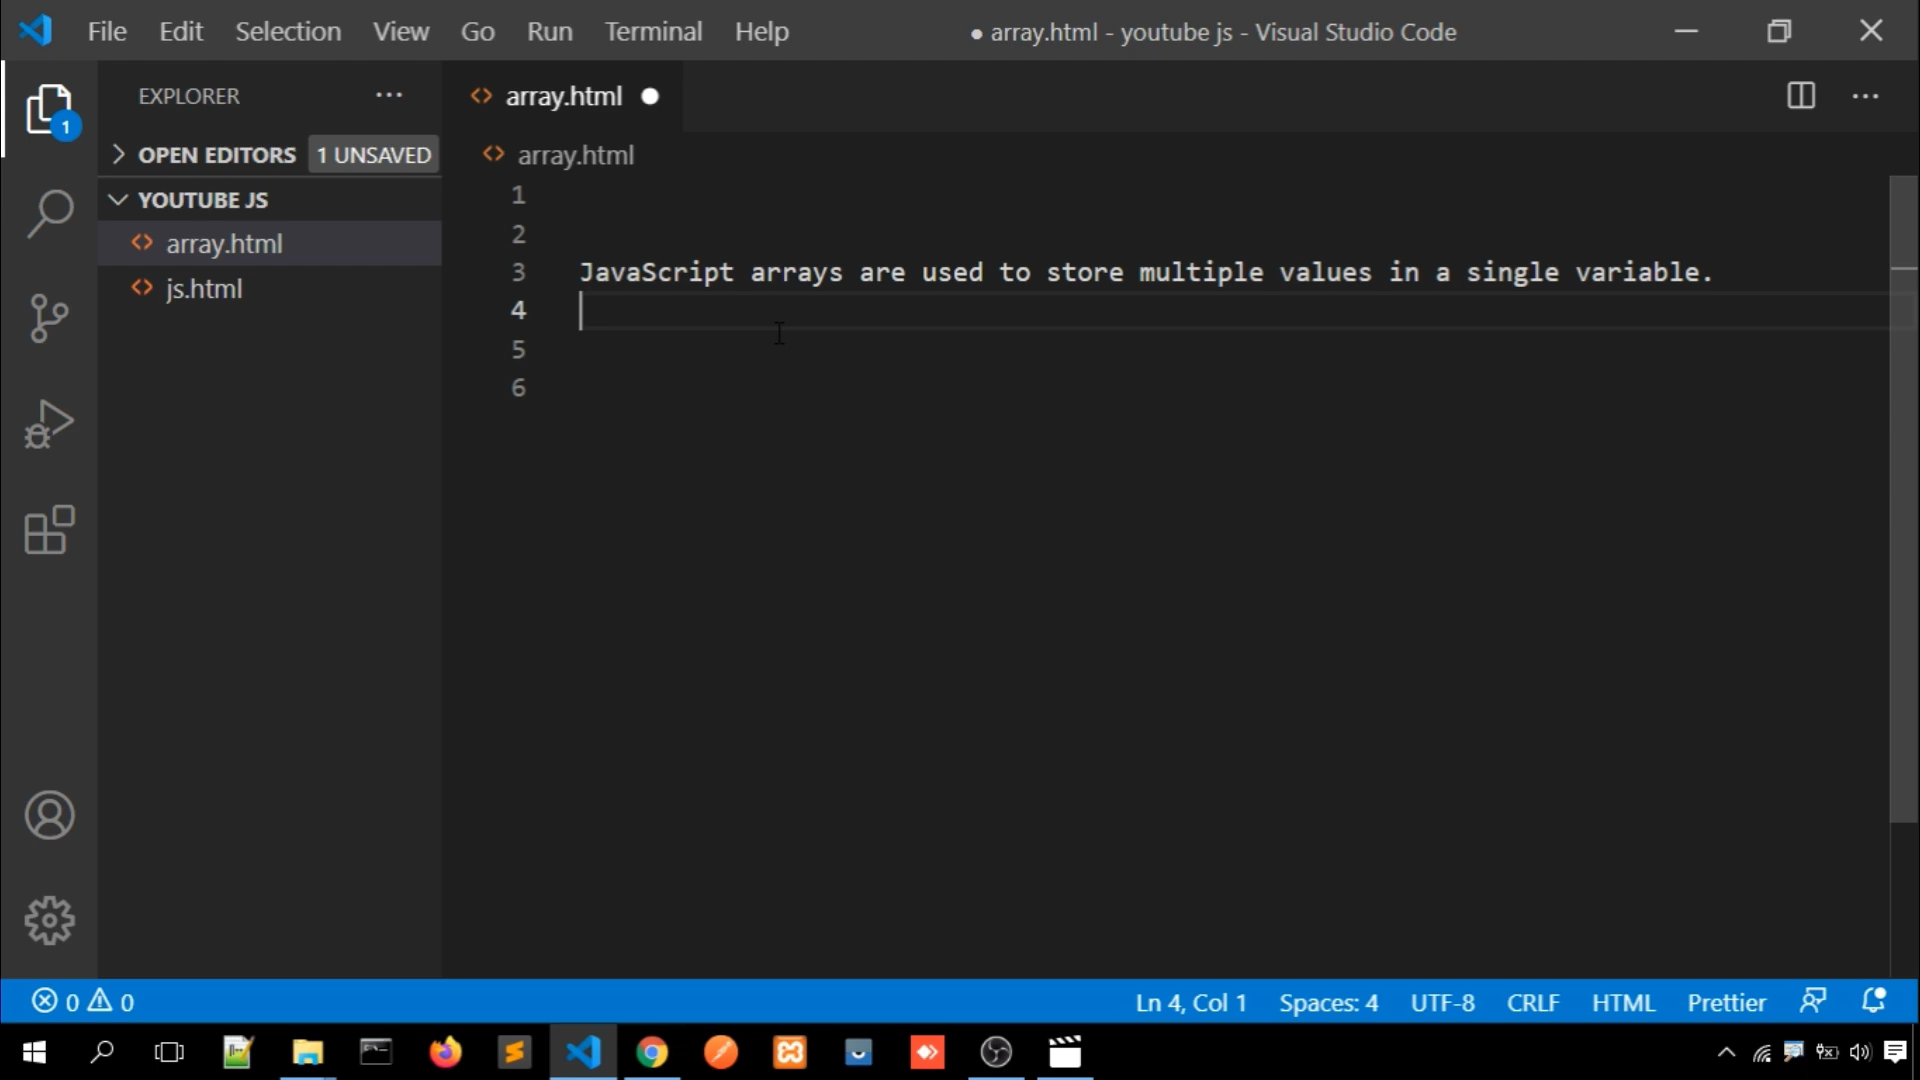 File Edit Selection View Go Run Terminal Help ● array.html - youtube js - Visual Studio Code
EXPLORER ...
array.html ●
1
OPEN EDITORS 1 UNSAVED
array.html
YOUTUBE JS
array.html
js.html
1
2
3 JavaScript arrays are used to store multiple values in a single variable.
4
5
6
0 0 Ln 4, Col 1 Spaces: 4 UTF-8 CRLF HTML Prettier